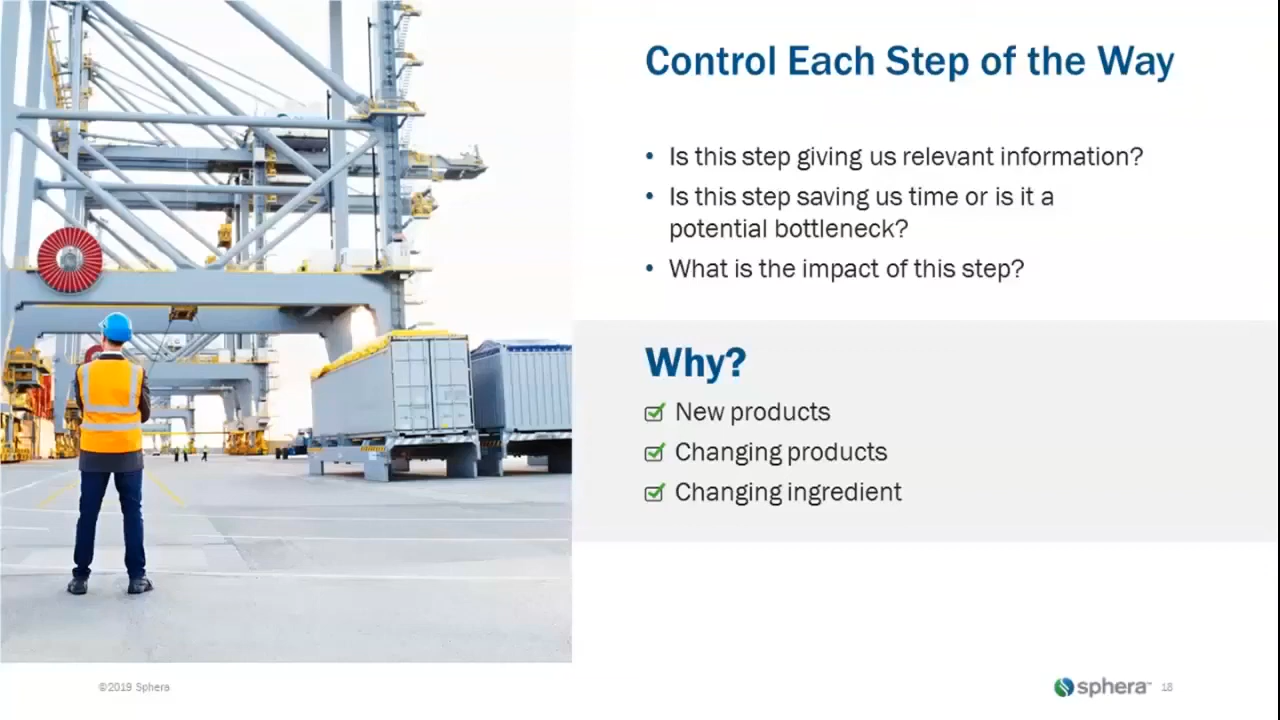 Control Each Step of the Way
• Is this step giving us relevant information?
• Is this step saving us time or is it a
potential bottleneck?
• What is the impact of this step?
Why?
New products
Changing products
Changing ingredient
©2019 Sphera
sphera™ 18